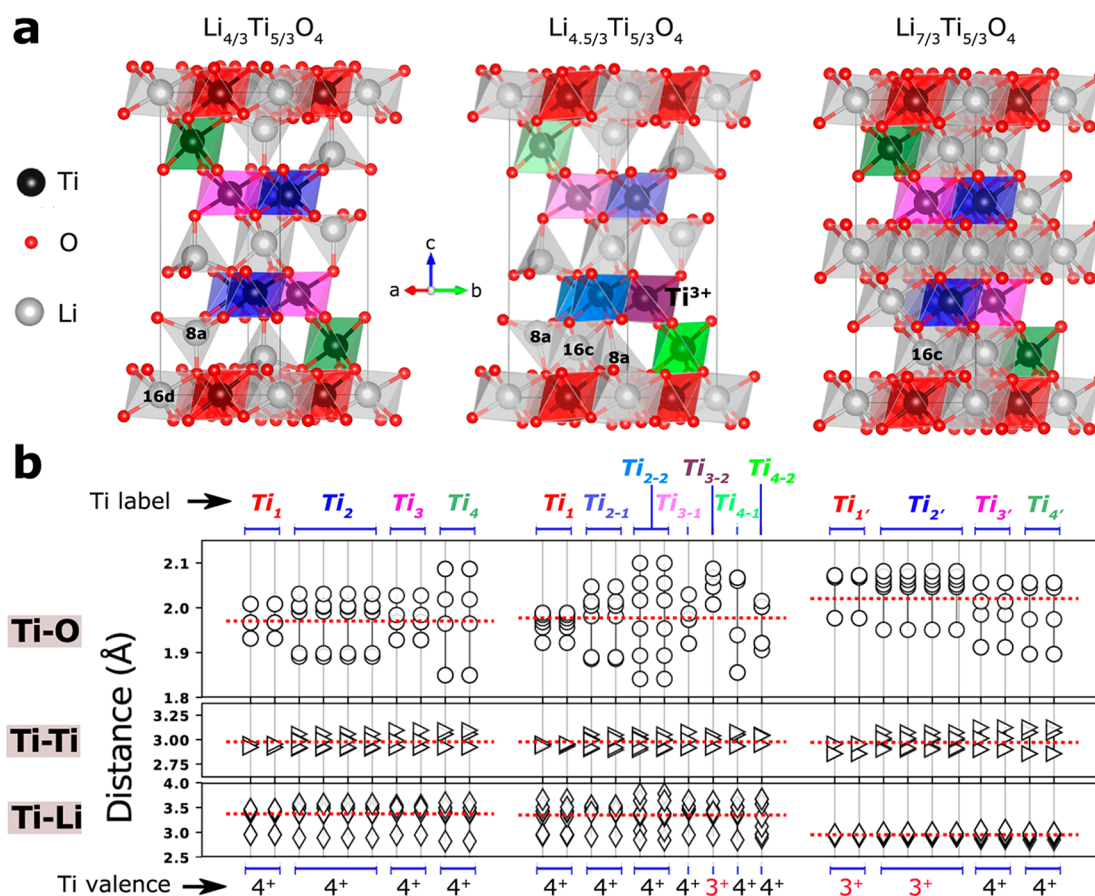 a
Li4/3Ti5/3O4
Li4.5/3Ti5/3O4
Li7/3Ti5/3O4
Ti
O
Li
c
a
b
8a
16d
Ti3+
8a
16c
8a
16c
b
Ti label
Ti1
Ti2
Ti3
Ti4
Ti1
Ti2-1
Ti2-2
Ti3-1
Ti3-2
Ti4-1
Ti4-2
Ti1'
Ti2'
Ti3'
Ti4'
Distance (Å)
Ti-O
2.1
2.0
1.9
1.8
Ti-Ti
3.25
3.00
2.75
Ti-Li
4.0
3.5
3.0
2.5
Ti valence
4+ 4+ 4+ 4+ 4+ 4+ 4+ 4+ 3+ 4+ 4+ 3+ 3+ 4+ 4+